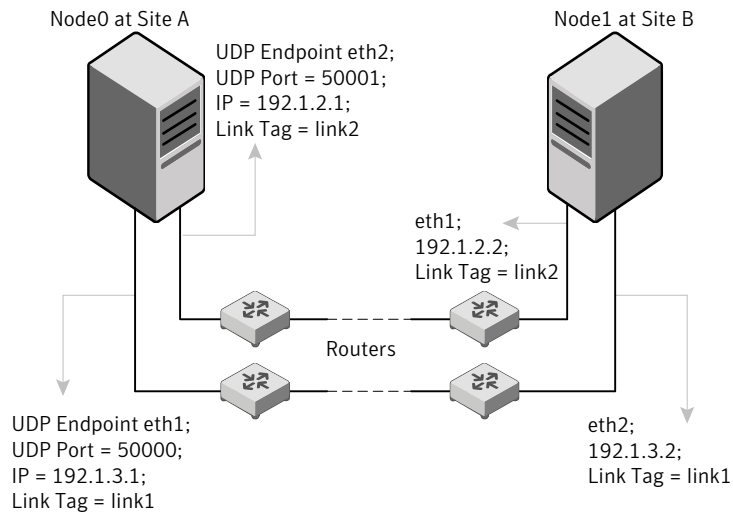 Node0 at Site A
Node1 at Site B
UDP Endpoint eth2;
UDP Port = 50001;
IP = 192.1.2.1;
Link Tag = link2
eth1;
192.1.2.2;
Link Tag = link2
Routers
UDP Endpoint eth1;
UDP Port = 50000;
IP = 192.1.3.1;
Link Tag = link1
eth2;
192.1.3.2;
Link Tag = link1